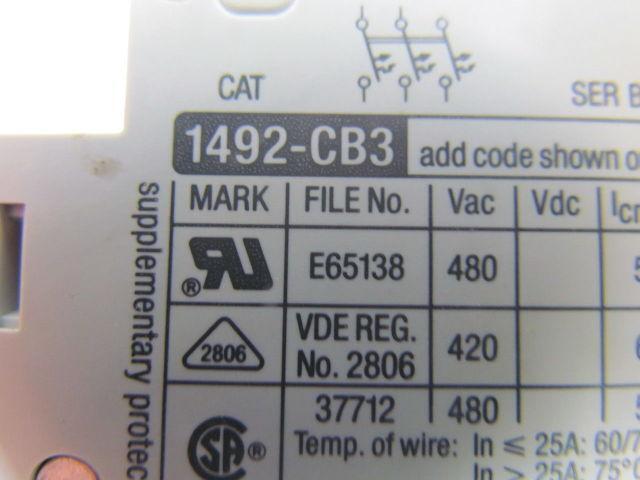 CAT
SER B
1492-CB3 add code shown
MARK FILE No. Vac Vdc
E65138 480
®
2806 VDE REG. No. 2806 420
37712 480
SA ®
Temp. of wire: In ≤ 25A: 60/7
In > 25A: 75°
supplementary